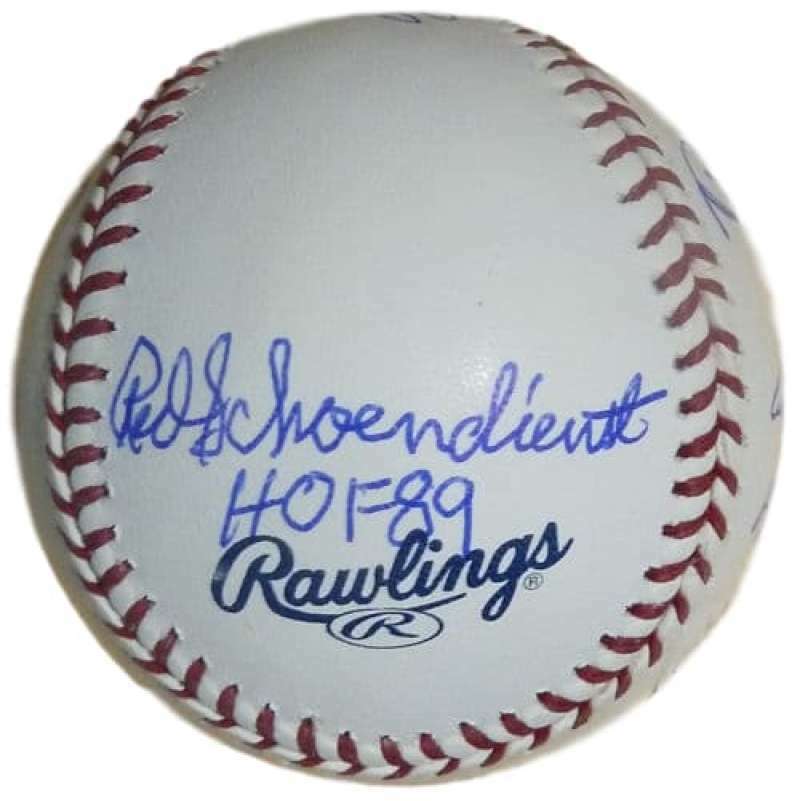 Red Schoendienst
HOF 89
Rawlings®
R